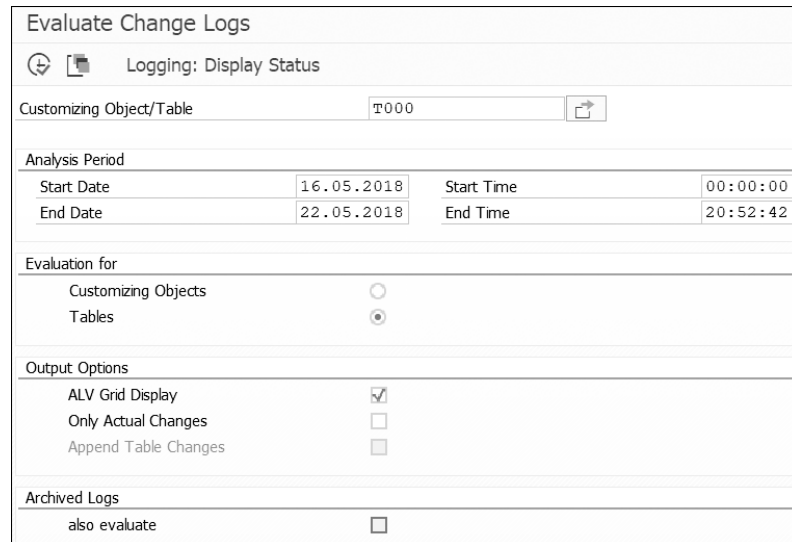 Evaluate Change Logs
Logging: Display Status
Customizing Object/Table T000
Analysis Period
Start Date 16.05.2018 Start Time 00:00:00
End Date 22.05.2018 End Time 20:52:42
Evaluation for
Customizing Objects
Tables
Output Options
ALV Grid Display
Only Actual Changes
Append Table Changes
Archived Logs
also evaluate